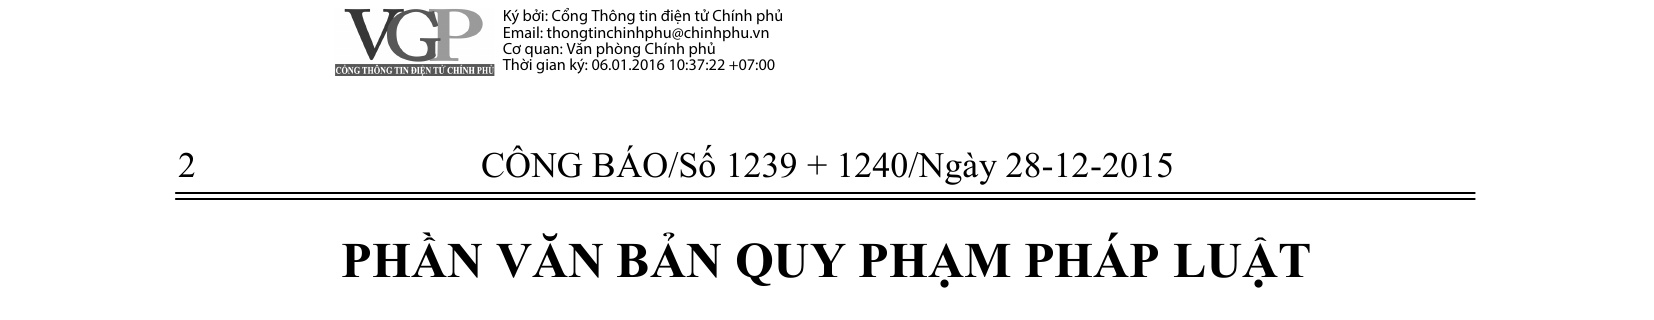 VGP
CỔNG THÔNG TIN ĐIỆN TỬ CHÍNH PHỦ
Ký bởi: Cổng Thông tin điện tử Chính phủ
Email: thongtinchinhphu@chinhphu.vn
Cơ quan: Văn phòng Chính phủ
Thời gian ký: 06.01.2016 10:37:22 +07:00
2 CÔNG BÁO/Số 1239 + 1240/Ngày 28-12-2015
PHẦN VĂN BẢN QUY PHẠM PHÁP LUẬT